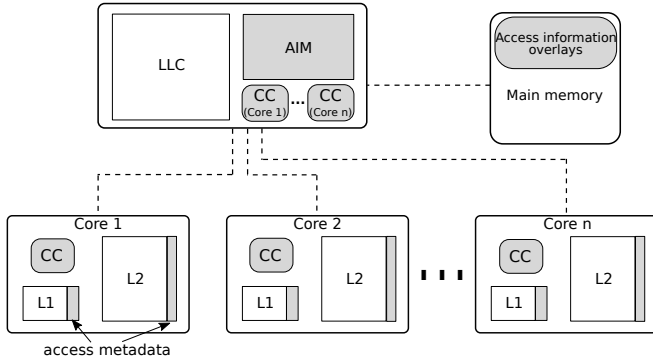 LLC
AIM
CC
(Core 1)
...
CC
(Core n)
Access information
overlays
Main memory
Core 1
CC
L1
L2
access metadata
Core 2
CC
L1
L2
Core n
CC
L1
L2